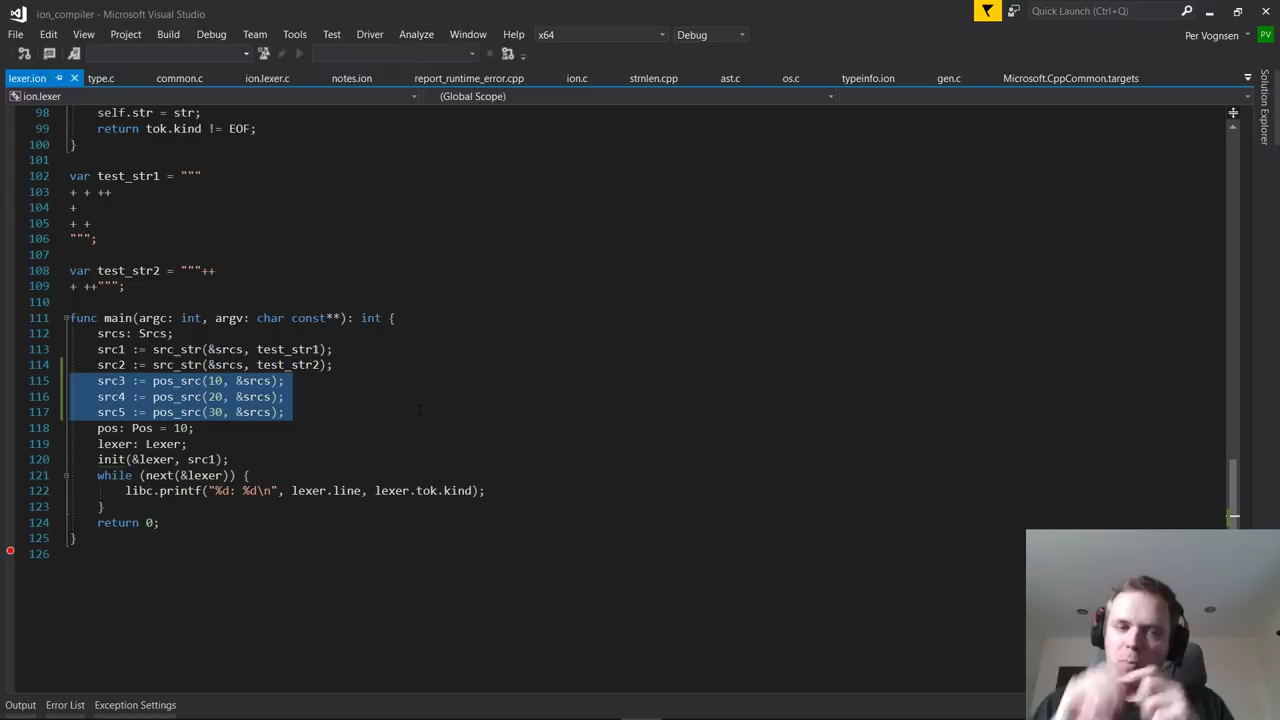 ion_compiler - Microsoft Visual Studio
Quick Launch (Ctrl+Q)
File Edit View Project Build Debug Team Tools Test Driver Analyze Window Help x64 Debug
Per Vognsen PV
lexer.ion type.c common.c ion.lexer.c notes.ion report_runtime_error.cpp ion.c strnlen.cpp ast.c os.c typeinfo.ion gen.c Microsoft.CppCommon.targets
ion.lexer (Global Scope)
Solution Explorer
98 self.str = str;
99 return tok.kind != EOF;
100 }
101
102 var test_str1 = """
103 + + ++
104 +
105 + +
106 """;
107
108 var test_str2 = """++
109 + ++""";
110
111 func main(argc: int, argv: char const**): int {
112 srcs: Srcs;
113 src1 := src_str(&srcs, test_str1);
114 src2 := src_str(&srcs, test_str2);
115 src3 := pos_src(10, &srcs);
116 src4 := pos_src(20, &srcs);
117 src5 := pos_src(30, &srcs);
118 pos: Pos = 10;
119 lexer: Lexer;
120 init(&lexer, src1);
121 while (next(&lexer)) {
122 libc.printf("%d: %d\n", lexer.line, lexer.tok.kind);
123 }
124 return 0;
125 }
126
Output Error List Exception Settings